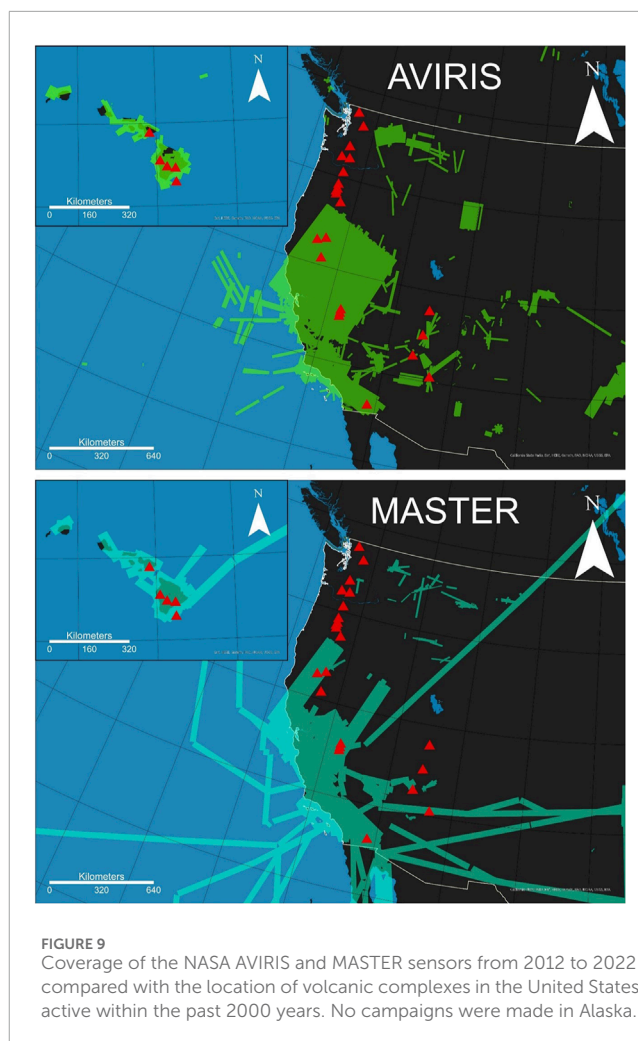 AVIRIS
N
N
Kilometers
0 160 320
Kilometers
0 320 640
MASTER
N
N
Kilometers
0 160 320
Kilometers
0 320 640
FIGURE 9
Coverage of the NASA AVIRIS and MASTER sensors from 2012 to 2022
compared with the location of volcanic complexes in the United States
active within the past 2000 years. No campaigns were made in Alaska.